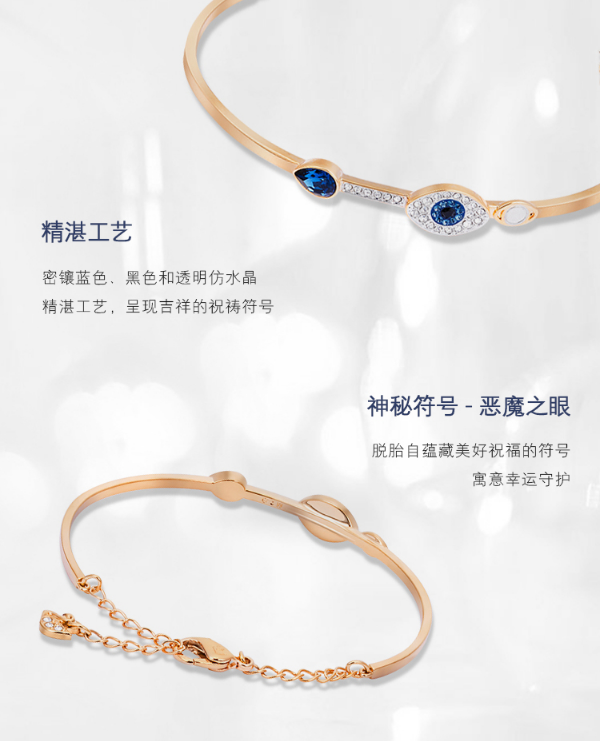 精湛工艺
密镶蓝色、黑色和透明仿水晶
精湛工艺，呈现吉祥的祝祷符号
神秘符号 - 恶魔之眼
脱胎自蕴藏美好祝福的符号
寓意幸运守护